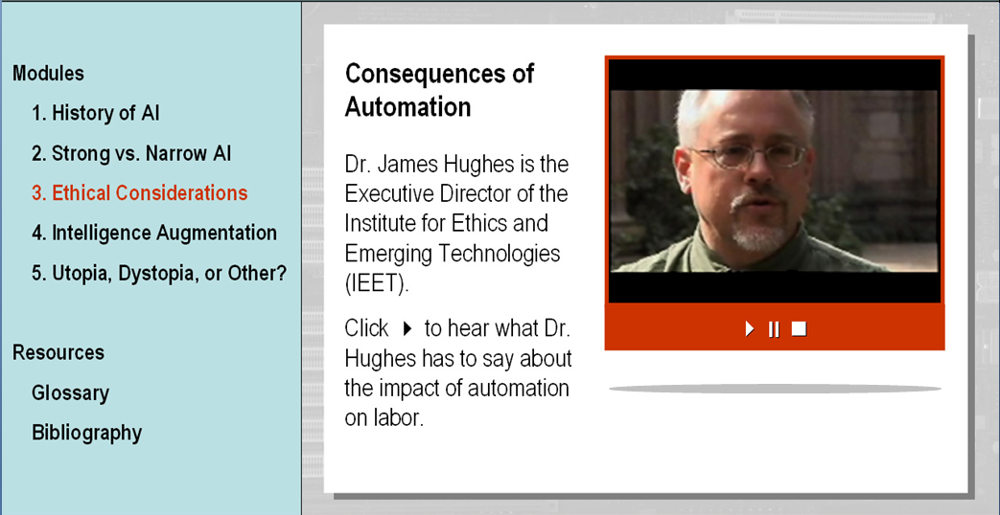 Modules
1. History of AI
2. Strong vs. Narrow AI
3. Ethical Considerations
4. Intelligence Augmentation
5. Utopia, Dystopia, or Other?
Resources
Glossary
Bibliography
Consequences of
Automation
Dr. James Hughes is the
Executive Director of the
Institute for Ethics and
Emerging Technologies
(IEET).
Click to hear what Dr.
Hughes has to say about
the impact of automation
on labor.